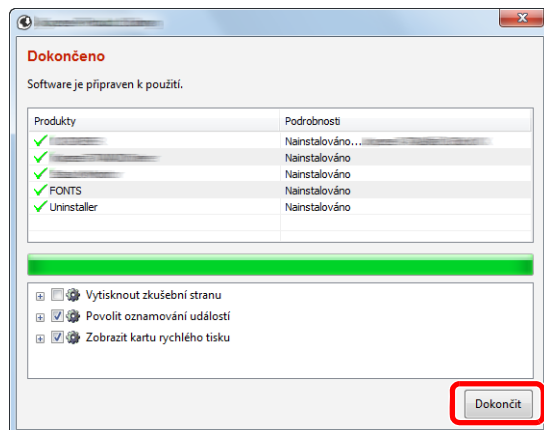 Dokončeno
Software je připraven k použití.
Produkty Podrobnosti
Nainstalováno...
Nainstalováno
Nainstalováno
FONTS Nainstalováno
Uninstaller Nainstalováno
Vytisknout zkušební stranu
Povolit oznamování událostí
Zobrazit kartu rychlého tisku
Dokončit